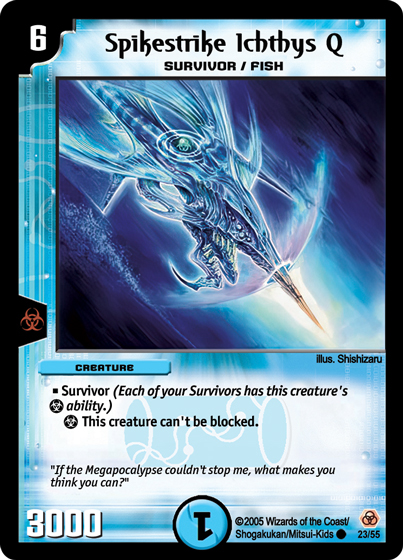 6
Spikestrike Ichthys Q
SURVIVOR / FISH
illus. Shishizaru
CREATURE
▪ Survivor (Each of your Survivors has this creature's
☣ ability.)
☣ This creature can't be blocked.
"If the Megapocalypse couldn't stop me, what makes you
think you can?"
3000
1
©2005 Wizards of the Coast/
Shogakukan/Mitsui-Kids ● 23/55